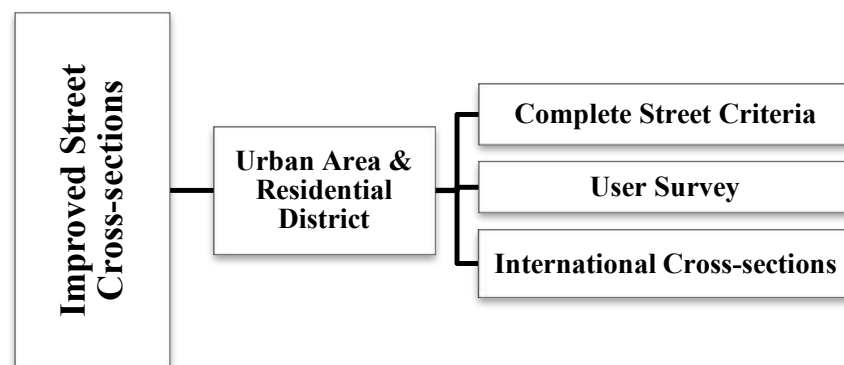 Improved Street
Cross-sections
Urban Area &
Residential
District
Complete Street Criteria
User Survey
International Cross-sections